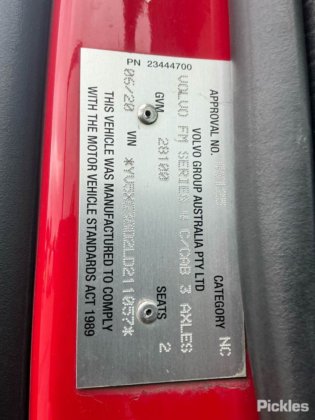 APPROVAL NO.
CATEGORY NC
VOLVO GROUP AUSTRALIA PTY LTD
VOLVO FM SERIES 4 C/CAB 3 AXLES
GVM 28100 SEATS 2
06/20 VIN
THIS VEHICLE WAS MANUFACTURED TO COMPLY
WITH THE MOTOR VEHICLE STANDARDS ACT 1989
PN 23444700
Pickles